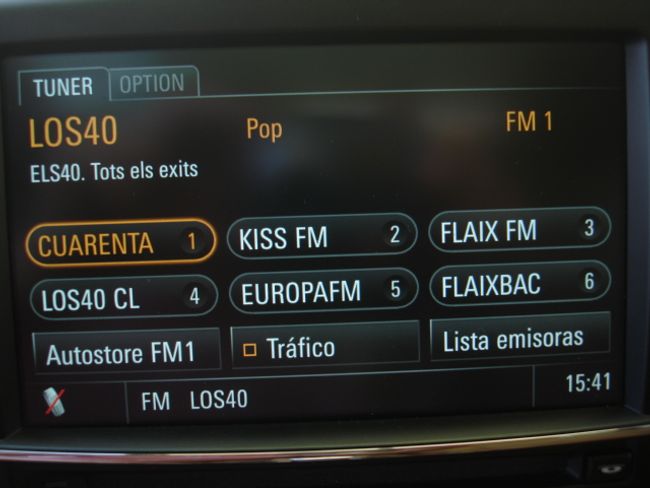 TUNER OPTION
LOS40 Pop FM 1
ELS40. Tots els exits
CUARENTA 1 KISS FM 2 FLAIX FM 3
LOS40 CL 4 EUROPAFM 5 FLAIXBAC 6
Autostore FM1 Tráfico Lista emisoras
FM LOS40 15:41